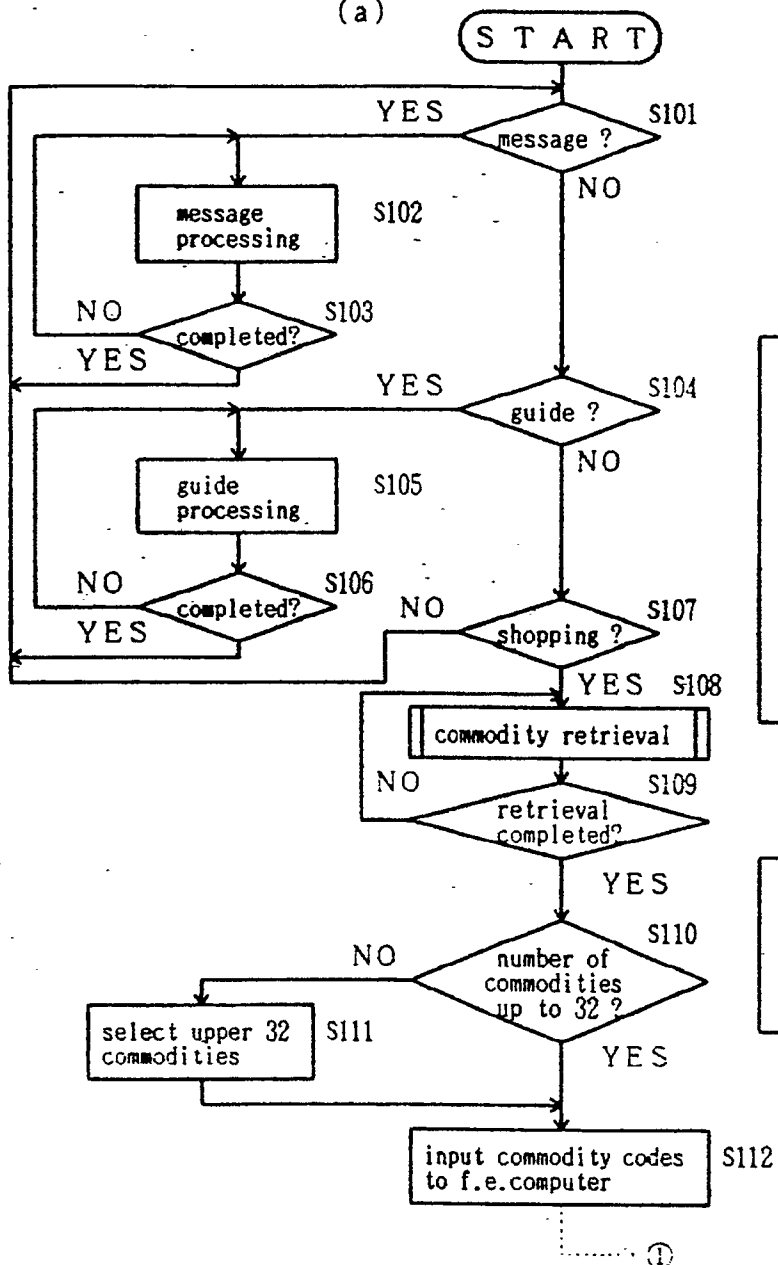 (a)
START
YES
S101
message ?
NO
message
processing
S102
NO
completed?
S103
YES
YES
S104
guide ?
NO
guide
processing
S105
NO
completed?
S106
YES
NO
S107
shopping ?
YES
S108
commodity retrieval
NO
S109
retrieval
completed?
YES
NO
S110
number of
commodities
up to 32 ?
YES
select upper 32
commodities
S111
input commodity codes
to f.e.computer
S112
①